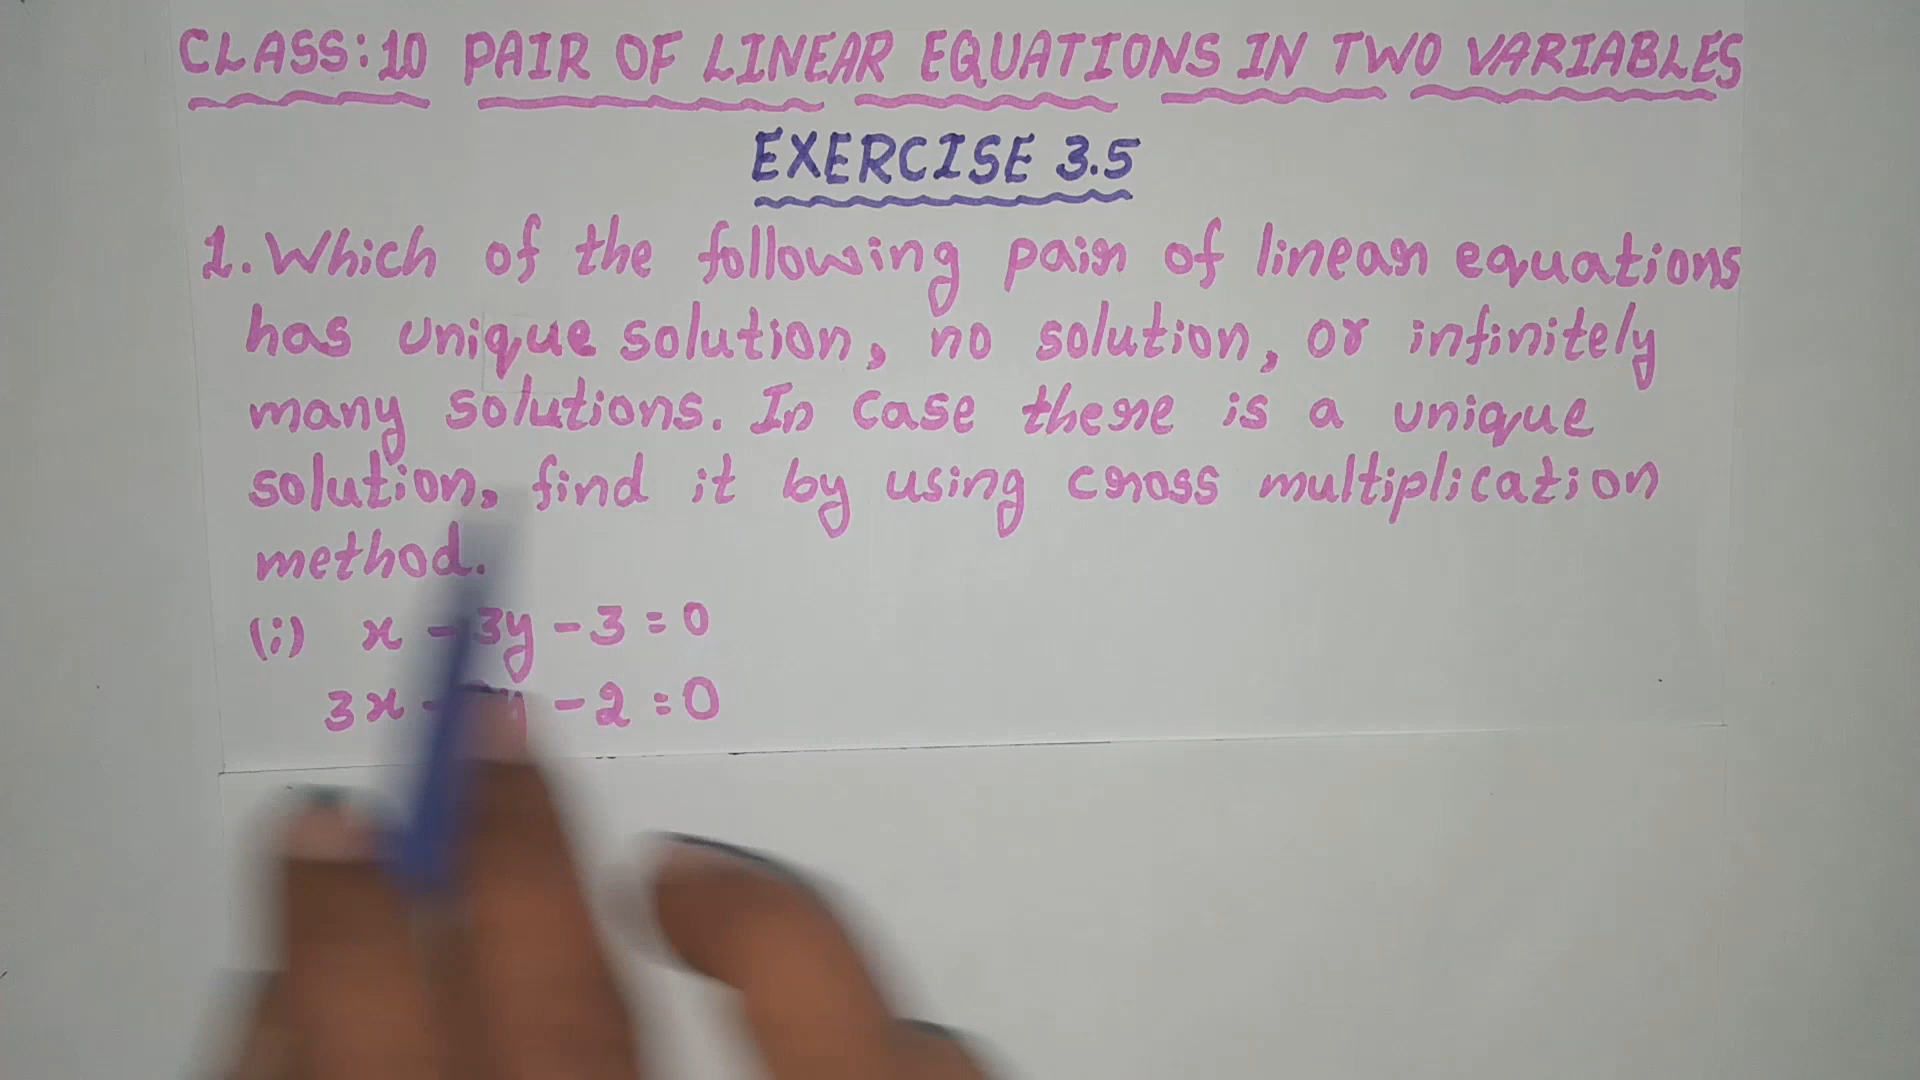 CLASS:10 PAIR OF LINEAR EQUATIONS IN TWO VARIABLES
EXERCISE 3.5
1. Which of the following pair of linear equations
has unique solution, no solution, or infinitely
many solutions. In case there is a unique
solution, find it by using cross multiplication
method.
(i) x - 3y - 3 = 0
3x - y - 2 = 0